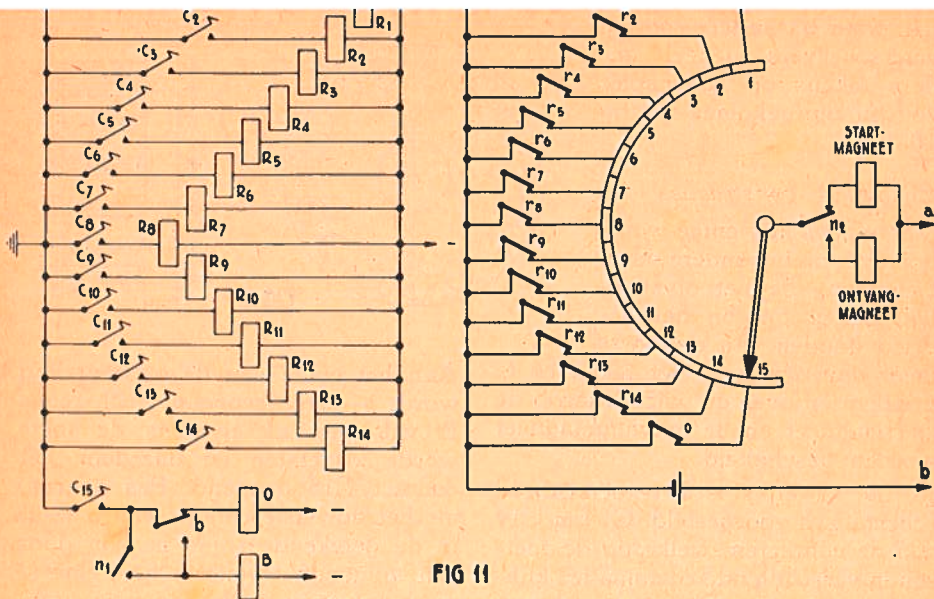 C2
R1
R2
C3
R3
C4
R4
C5
R5
C6
R6
C7
R7
C8
R8
-
C9
R9
C10
R10
C11
R11
C12
R12
C13
R13
C14
R14
C15
b
O
-
n1
B
-
r2
r3
r4
r5
r6
r7
r8
r9
r10
r11
r12
r13
r14
o
1
2
3
4
5
6
7
8
9
10
11
12
13
14
15
START-
MAGNEET
n2
a
ONTVANG-
MAGNEET
b
FIG 11